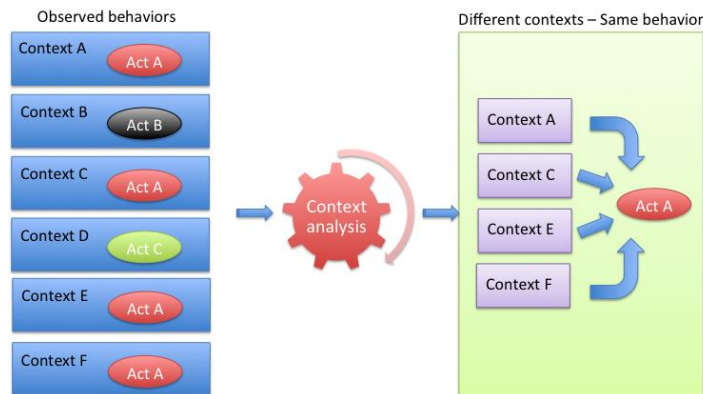 Observed behaviors
Context A
Act A
Context B
Act B
Context C
Act A
Context D
Act C
Context E
Act A
Context F
Act A
Context
analysis
Different contexts – Same behavior
Context A
Context C
Context E
Context F
Act A